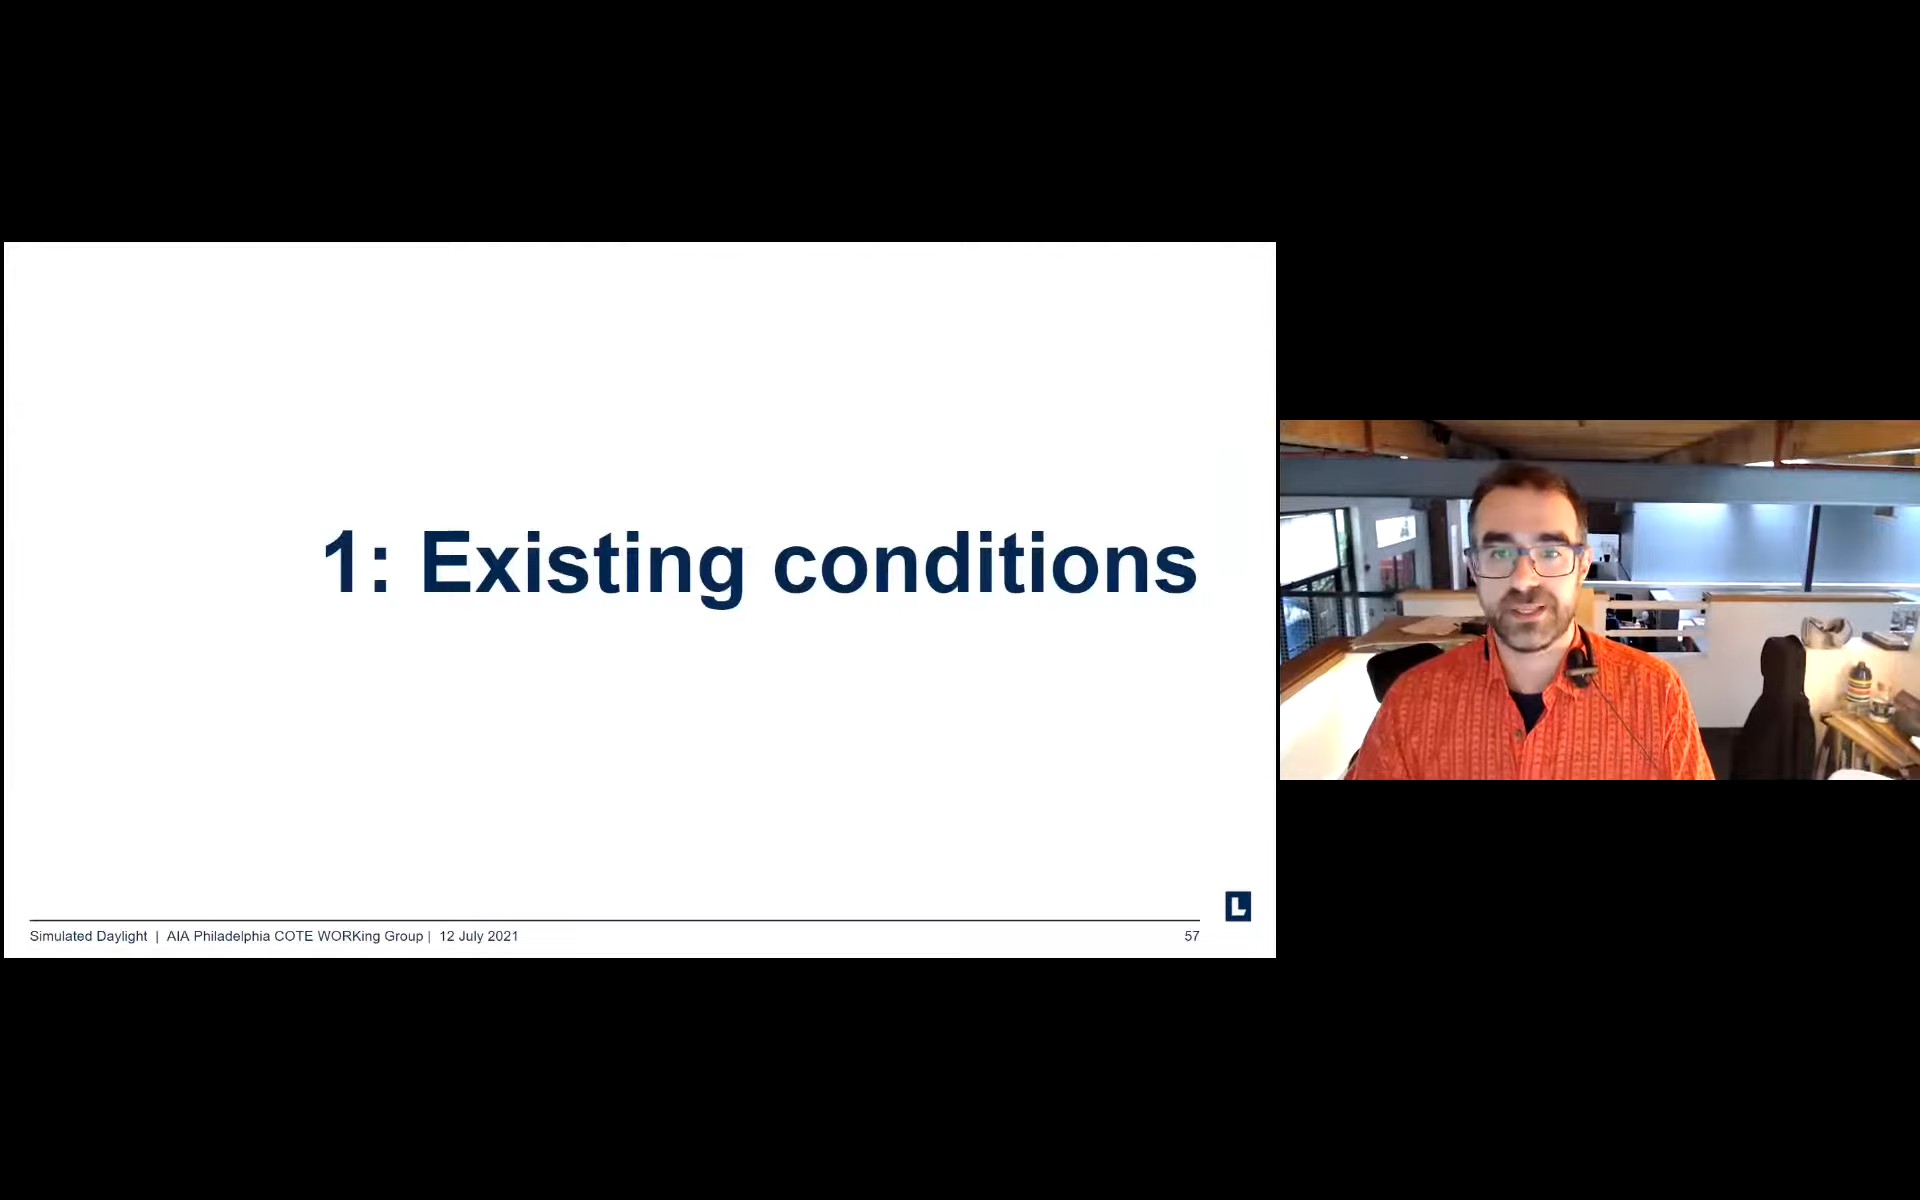 1: Existing conditions
L
Simulated Daylight | AIA Philadelphia COTE WORKing Group | 12 July 2021
57